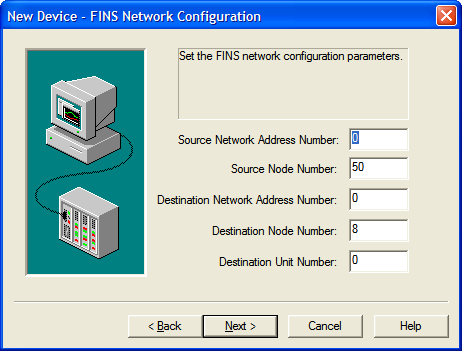 New Device - FINS Network Configuration
Set the FINS network configuration parameters.
Source Network Address Number: 0
Source Node Number: 50
Destination Network Address Number: 0
Destination Node Number: 8
Destination Unit Number: 0
< Back Next > Cancel Help